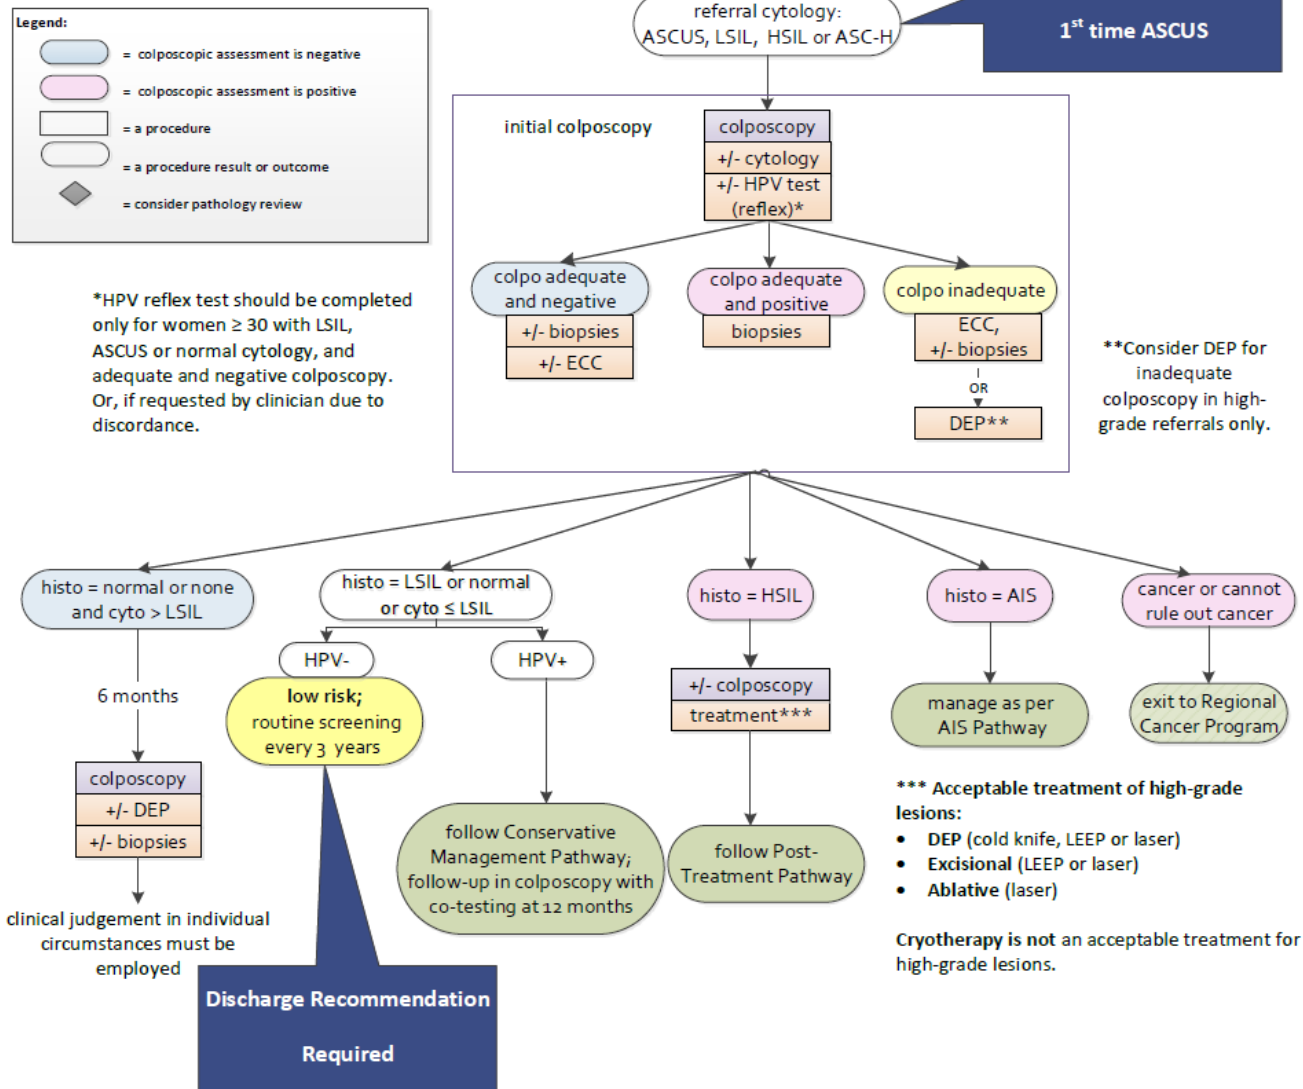 Legend:
= colposcopic assessment is negative
= colposcopic assessment is positive
= a procedure
= a procedure result or outcome
= consider pathology review
referral cytology:
ASCUS, LSIL, HSIL or ASC-H
1st time ASCUS
initial colposcopy
colposcopy
+/- cytology
+/- HPV test
(reflex)*
colpo adequate
and negative
+/- biopsies
+/- ECC
colpo adequate
and positive
biopsies
colpo inadequate
ECC,
+/- biopsies
OR
DEP**
*HPV reflex test should be completed
only for women ≥ 30 with LSIL,
ASCUS or normal cytology, and
adequate and negative colposcopy.
Or, if requested by clinician due to
discordance.
**Consider DEP for
inadequate
colposcopy in high-
grade referrals only.
histo = normal or none
and cyto > LSIL
6 months
colposcopy
+/- DEP
+/- biopsies
clinical judgement in individual
circumstances must be
employed
histo = LSIL or normal
or cyto ≤ LSIL
HPV-
low risk;
routine screening
every 3 years
Discharge Recommendation
Required
HPV+
follow Conservative
Management Pathway;
follow-up in colposcopy with
co-testing at 12 months
histo = HSIL
+/- colposcopy
treatment***
follow Post-
Treatment Pathway
histo = AIS
manage as per
AIS Pathway
cancer or cannot
rule out cancer
exit to Regional
Cancer Program
*** Acceptable treatment of high-grade
lesions:
• DEP (cold knife, LEEP or laser)
• Excisional (LEEP or laser)
• Ablative (laser)
Cryotherapy is not an acceptable treatment for
high-grade lesions.